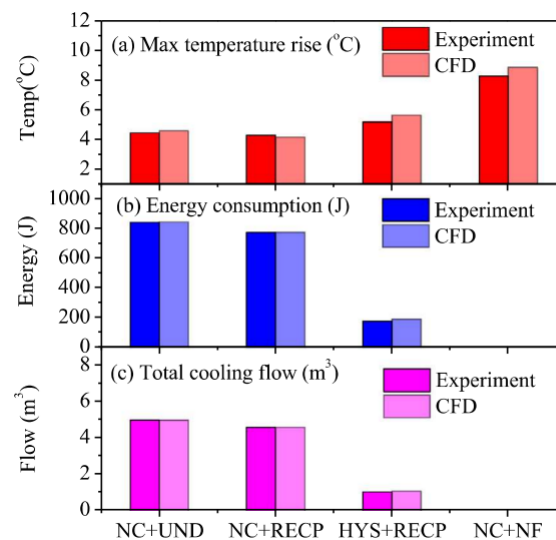 (a) Max temperature rise (°C)
Experiment
CFD
Temp(°C)
12
10
8
6
4
2
(b) Energy consumption (J)
Experiment
CFD
Energy (J)
1000
800
600
400
200
0
(c) Total cooling flow (m³)
Experiment
CFD
Flow (m³)
8
6
4
2
0
NC+UND NC+RECP HYS+RECP NC+NF